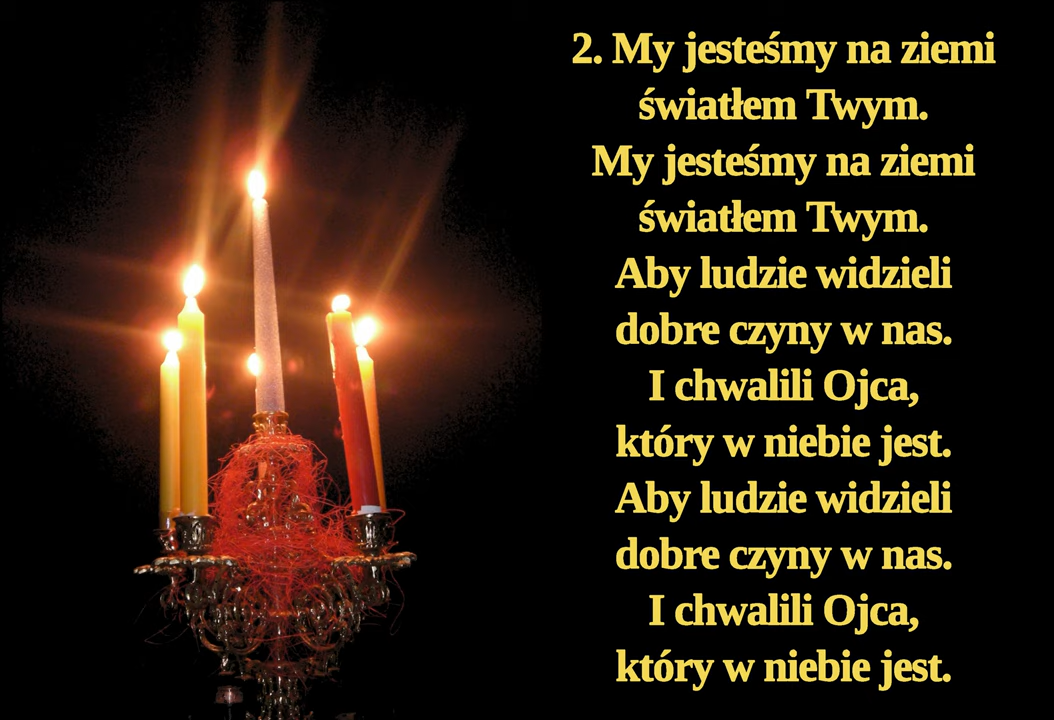 2. My jesteśmy na ziemi
światłem Twym.
My jesteśmy na ziemi
światłem Twym.
Aby ludzie widzieli
dobre czyny w nas.
I chwalili Ojca,
który w niebie jest.
Aby ludzie widzieli
dobre czyny w nas.
I chwalili Ojca,
który w niebie jest.